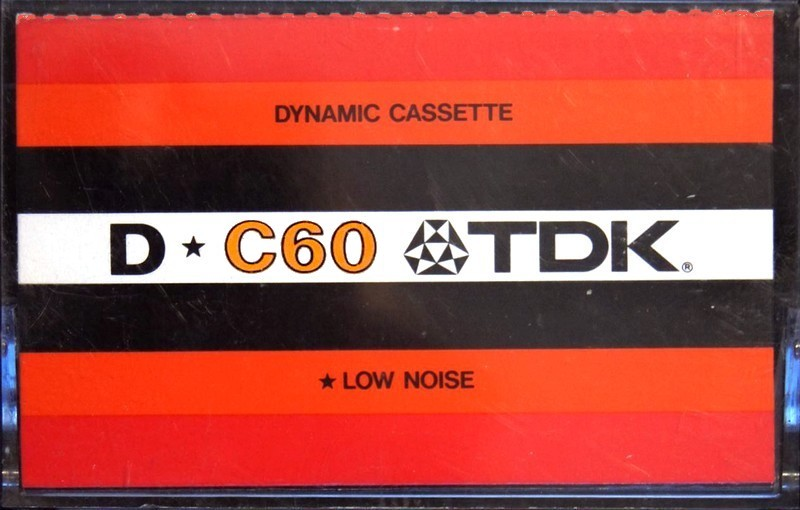 DYNAMIC CASSETTE
D ★ C60 TDK®
★ LOW NOISE